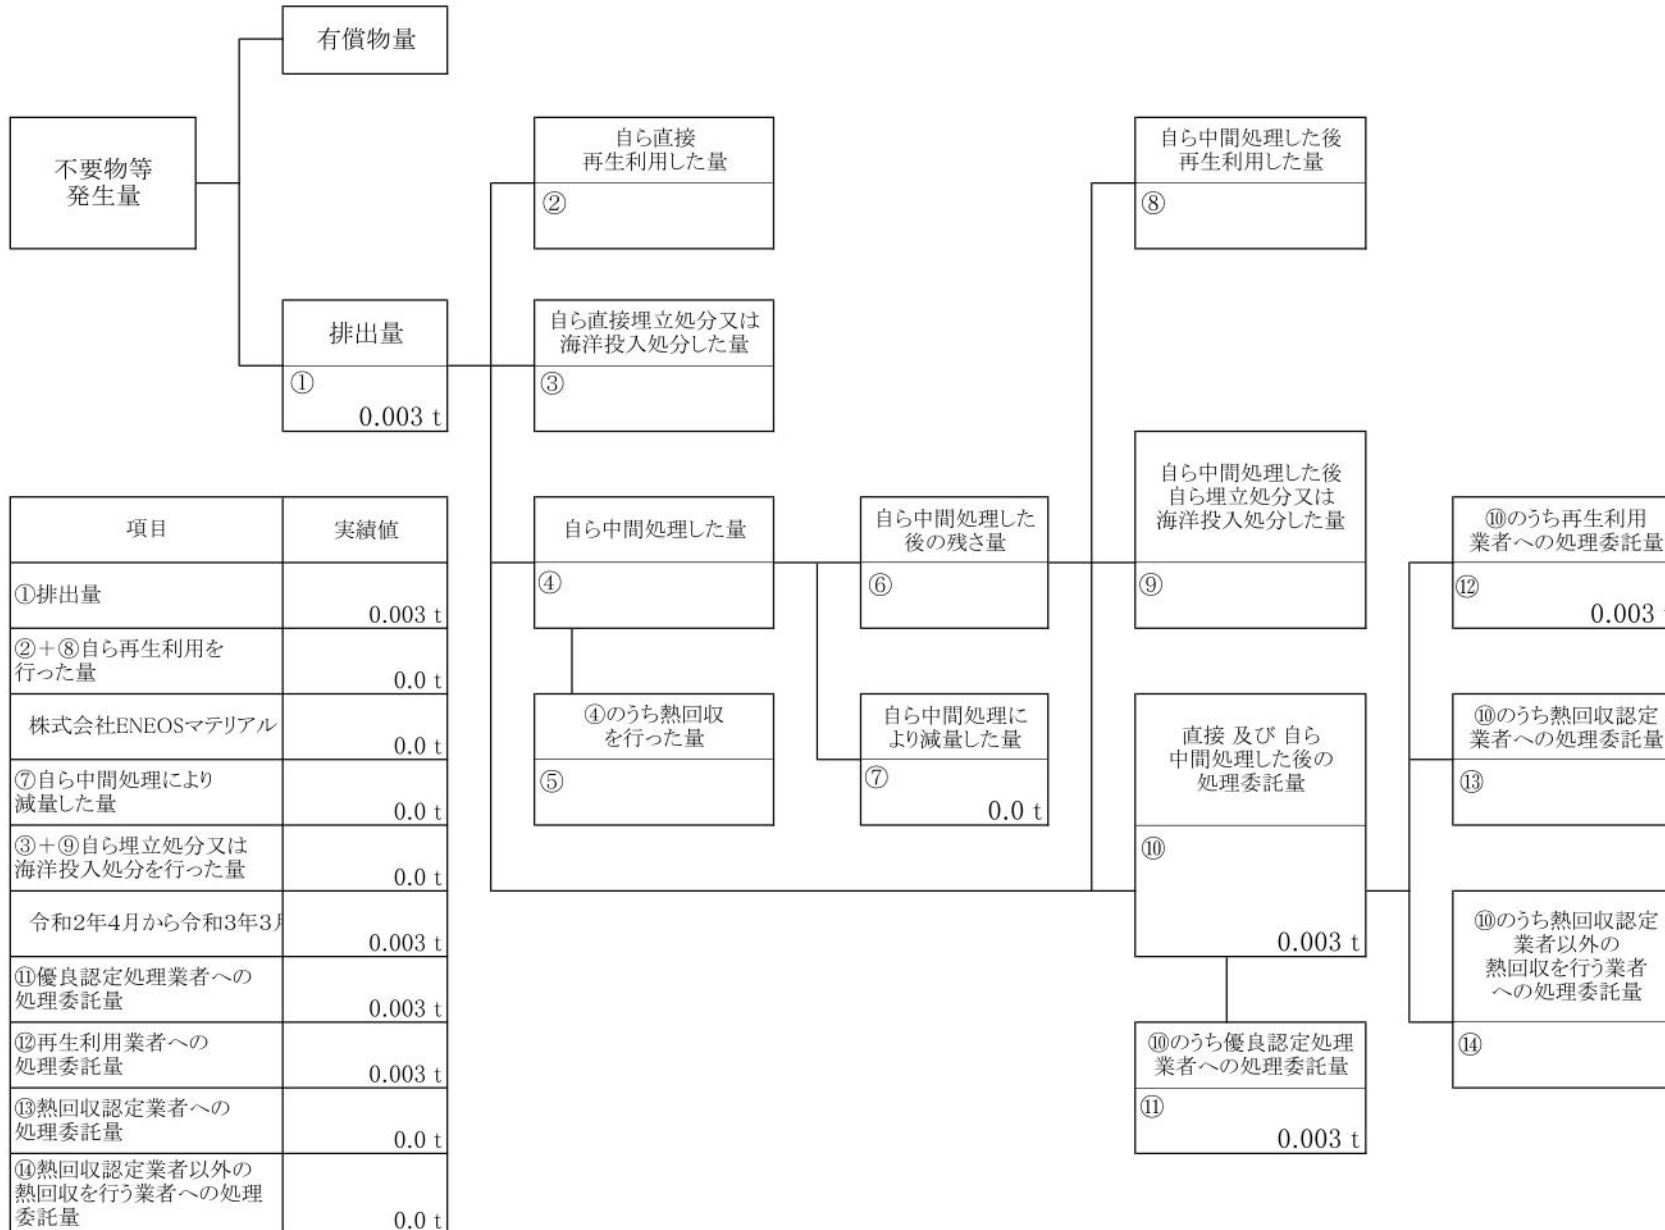 有償物量
不要物等
発生量
自ら直接
再生利用した量
②
自ら中間処理した後
再生利用した量
⑧
排出量
①
0.003 t
自ら直接埋立処分又は
海洋投入処分した量
③
自ら中間処理した量
④
自ら中間処理した
後の残さ量
⑥
自ら中間処理した後
自ら埋立処分又は
海洋投入処分した量
⑨
⑩のうち再生利用
業者への処理委託量
⑫
0.003
④のうち熱回収
を行った量
⑤
自ら中間処理に
より減量した量
⑦
0.0 t
直接 及び 自ら
中間処理した後の
処理委託量
⑩
0.003 t
⑩のうち熱回収認定
業者への処理委託量
⑬
⑩のうち熱回収認定
業者以外の
熱回収を行う業者
への処理委託量
⑭
⑩のうち優良認定処理
業者への処理委託量
⑪
0.003 t
項目 実績値
①排出量
0.003 t
②+⑧自ら再生利用を
行った量
0.0 t
株式会社ENEOSマテリアル
0.0 t
⑦自ら中間処理により
減量した量
0.0 t
③+⑨自ら埋立処分又は
海洋投入処分を行った量
0.0 t
令和2年4月から令和3年3月
0.003 t
⑪優良認定処理業者への
処理委託量
0.003 t
⑫再生利用業者への
処理委託量
0.003 t
⑬熱回収認定業者への
処理委託量
0.0 t
⑭熱回収認定業者以外の
熱回収を行う業者への処理
委託量
0.0 t